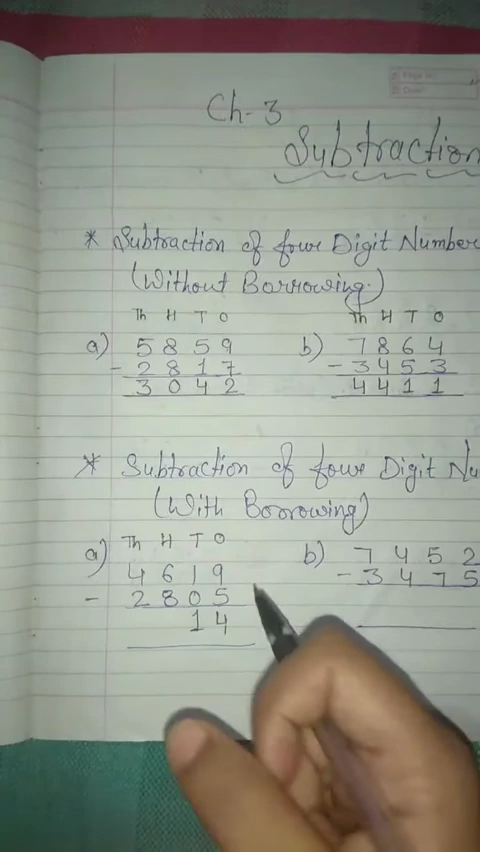 Ch-3
Subtraction
* Subtraction of four Digit Number
(Without Borrowing.)
Th H T O Th H T O
a) 5 8 5 9 b) 7 8 6 4
- 2 8 1 7 - 3 4 5 3
3 0 4 2 4 4 1 1
* Subtraction of four Digit Nu
(With Borrowing)
Th H T O
a) 4 6 1 9 b) 7 4 5 2
- 2 8 0 5 - 3 4 7 5
1 4